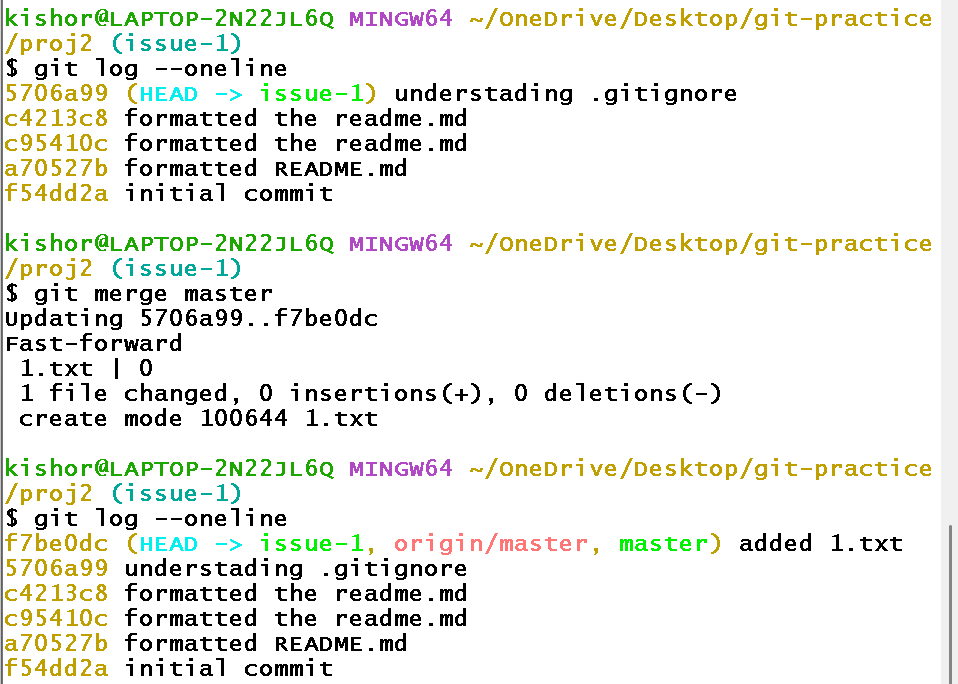 kishor@LAPTOP-2N22JL6Q MINGW64 ~/OneDrive/Desktop/git-practice
/proj2 (issue-1)
$ git log --oneline
5706a99 (HEAD -> issue-1) understading .gitignore
c4213c8 formatted the readme.md
c95410c formatted the readme.md
a70527b formatted README.md
f54dd2a initial commit

kishor@LAPTOP-2N22JL6Q MINGW64 ~/OneDrive/Desktop/git-practice
/proj2 (issue-1)
$ git merge master
Updating 5706a99..f7be0dc
Fast-forward
 1.txt | 0
 1 file changed, 0 insertions(+), 0 deletions(-)
 create mode 100644 1.txt

kishor@LAPTOP-2N22JL6Q MINGW64 ~/OneDrive/Desktop/git-practice
/proj2 (issue-1)
$ git log --oneline
f7be0dc (HEAD -> issue-1, origin/master, master) added 1.txt
5706a99 understading .gitignore
c4213c8 formatted the readme.md
c95410c formatted the readme.md
a70527b formatted README.md
f54dd2a initial commit